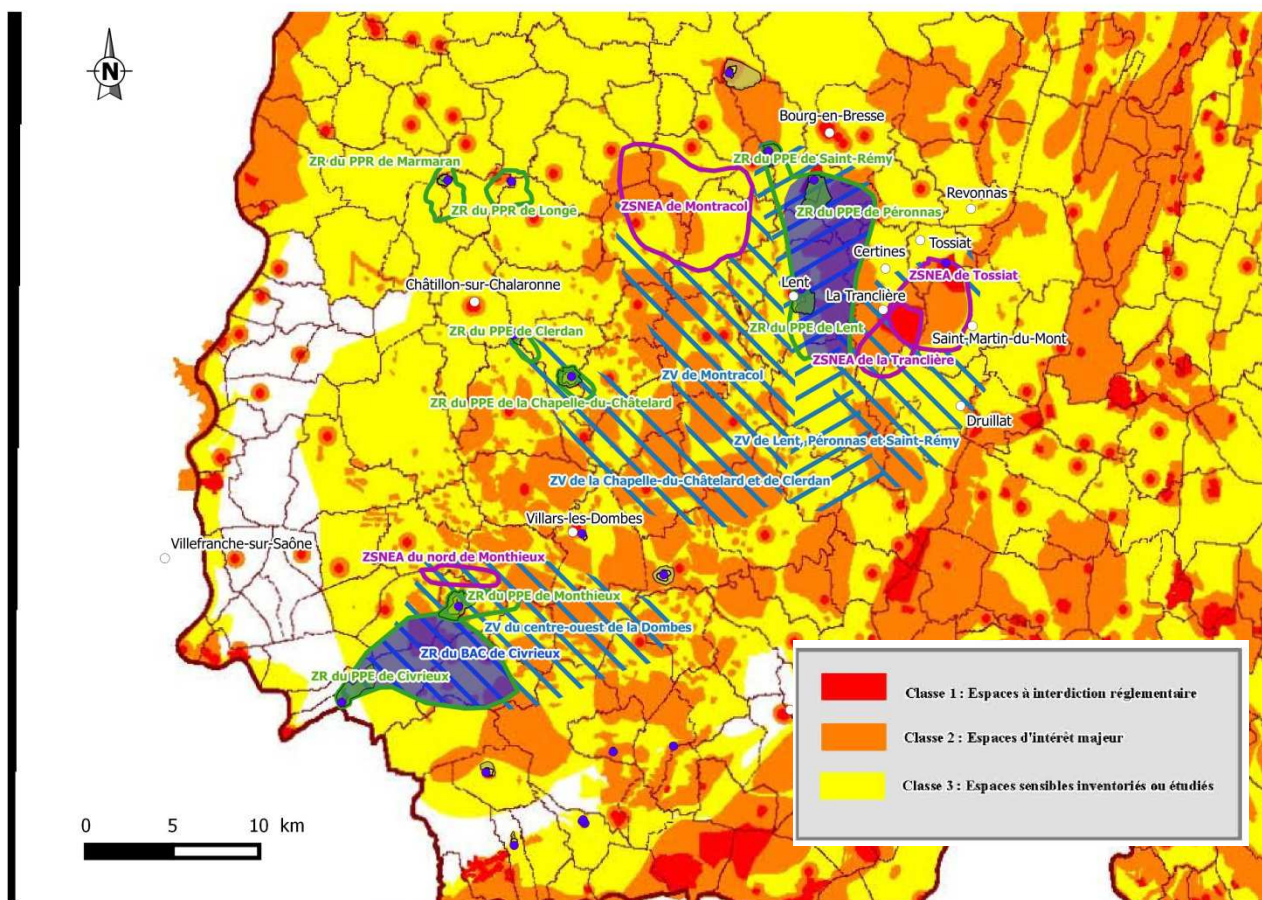 N
Bourg-en-Bresse
ZR du PPR de Marmaran
ZR du PPE de Saint-Rémy
ZSNEA de Montracol
Revonnas
ZR du PPR de Longe
ZR du PPE de Péronnas
Tossiat
Certines
ZSNEA de Tossiat
Châtillon-sur-Chalaronne
Lent
La Tranclière
ZR du PPE de Clerdan
ZR du PPE de Lent
Saint-Martin-du-Mont
ZSNEA de la Tranclière
ZV de Montracol
ZR du PPE de la Chapelle-du-Châtelard
Druillat
ZV de Lent, Péronnas et Saint-Rémy
ZV de la Chapelle-du-Châtelard et de Clerdan
Villars-les-Dombes
Villefranche-sur-Saône
ZSNEA du nord de Monthieux
ZR du PPE de Monthieux
ZV du centre-ouest de la Dombes
ZR du BAC de Civrieux
ZR du PPE de Civrieux
Classe 1 : Espaces à interdiction réglementaire
Classe 2 : Espaces d'intérêt majeur
Classe 3 : Espaces sensibles inventoriés ou étudiés
0 5 10 km